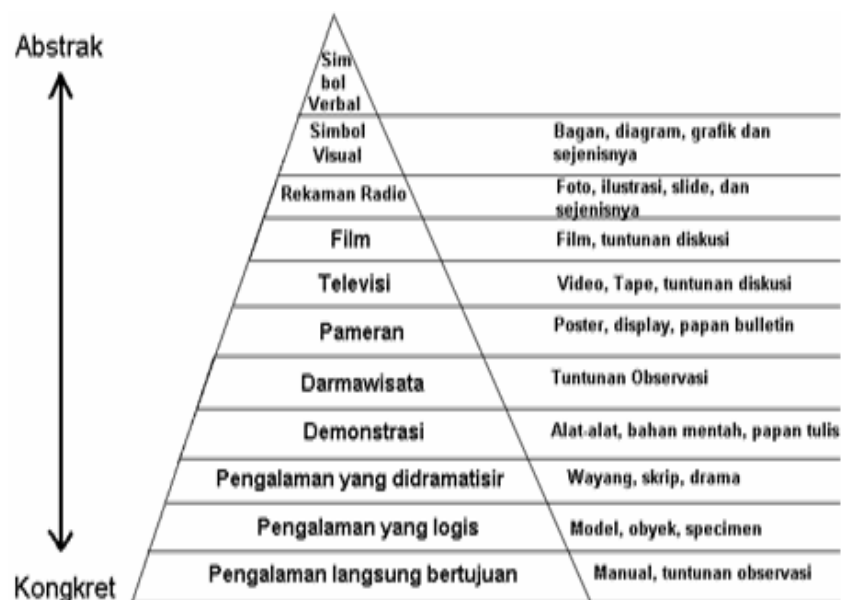 Abstrak
Sim
bol
Verbal
Simbol
Visual
Bagan, diagram, grafik dan
sejenisnya
Rekaman Radio
Foto, ilustrasi, slide, dan
sejenisnya
Film
Film, tuntunan diskusi
Televisi
Video, Tape, tuntunan diskusi
Pameran
Poster, display, papan bulletin
Darmawisata
Tuntunan Observasi
Demonstrasi
Alat-alat, bahan mentah, papan tulis
Pengalaman yang didramatisir
Wayang, skrip, drama
Pengalaman yang logis
Model, obyek, specimen
Pengalaman langsung bertujuan
Manual, tuntunan observasi
Kongkret